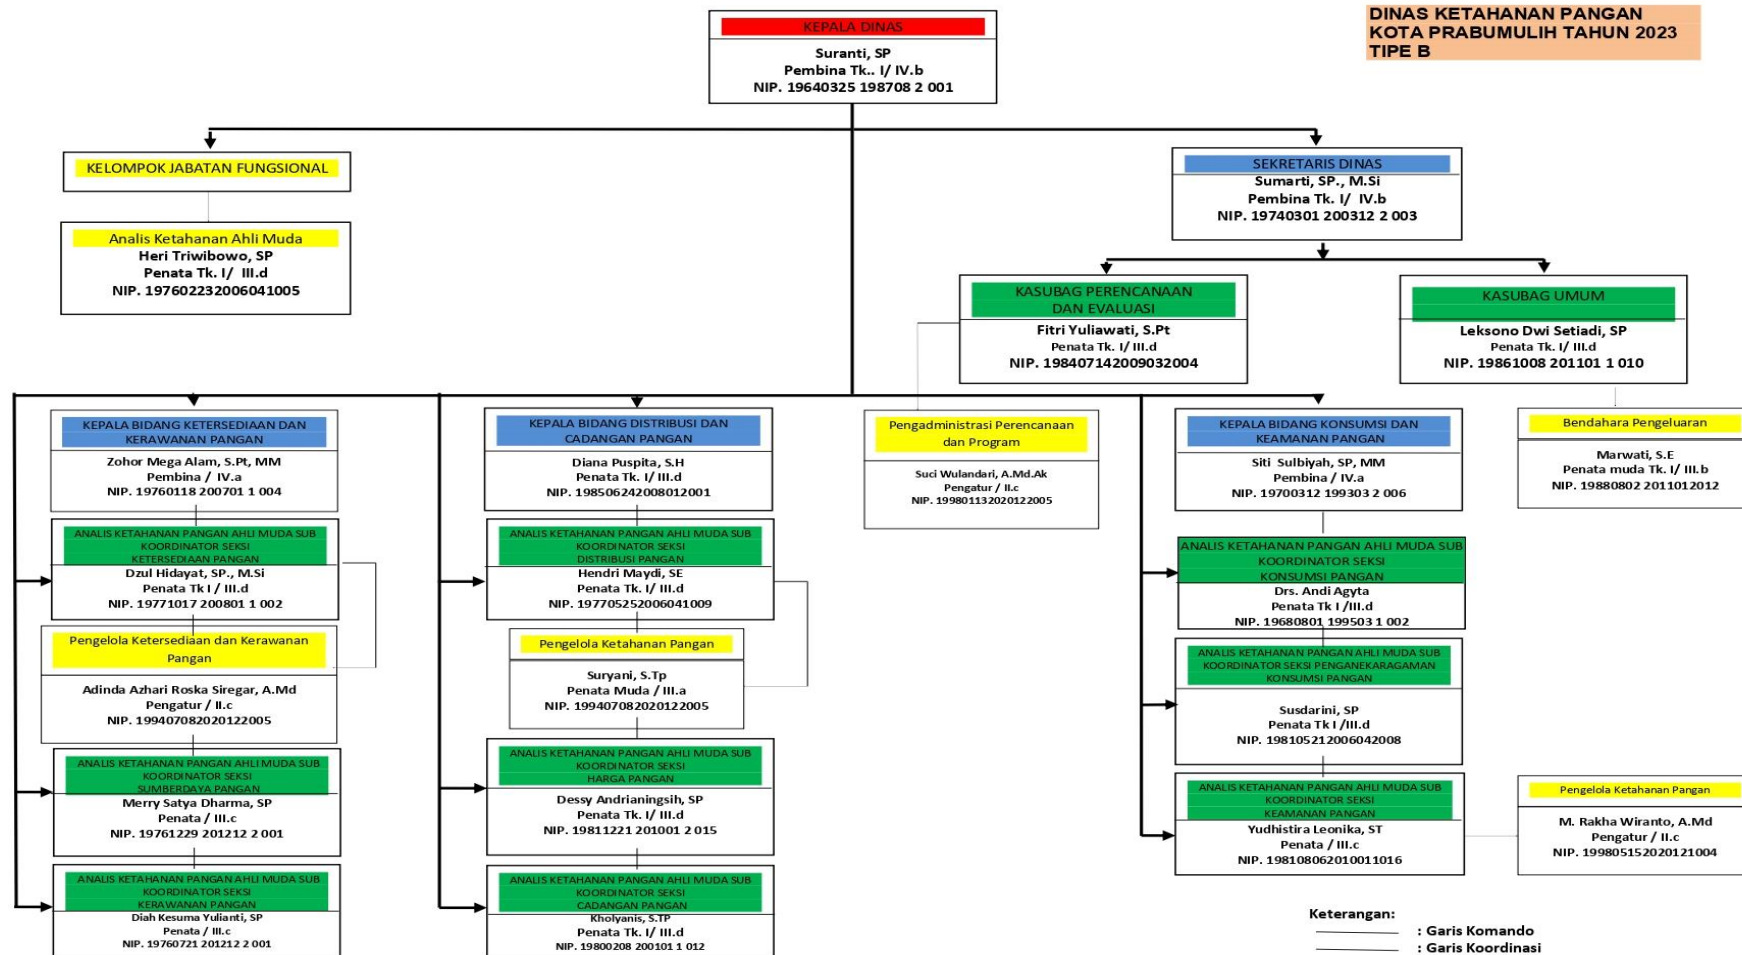 DINAS KETAHANAN PANGAN
KOTA PRABUMULIH TAHUN 2023
TIPE B
KEPALA DINAS
Suranti, SP
Pembina Tk.. I/ IV.b
NIP. 19640325 198708 2 001
KELOMPOK JABATAN FUNGSIONAL
Analis Ketahanan Ahli Muda
Heri Triwibowo, SP
Penata Tk. I/ III.d
NIP. 197602232006041005
SEKRETARIS DINAS
Sumarti, SP., M.Si
Pembina Tk. I/ IV.b
NIP. 19740301 200312 2 003
KASUBAG PERENCANAAN
DAN EVALUASI
Fitri Yuliawati, S.Pt
Penata Tk. I/ III.d
NIP. 198407142009032004
KASUBAG UMUM
Leksono Dwi Setiadi, SP
Penata Tk. I/ III.d
NIP. 19861008 201101 1 010
KEPALA BIDANG KETERSEDIAAN DAN
KERAWANAN PANGAN
Zohor Mega Alam, S.Pt, MM
Pembina / IV.a
NIP. 19760118 200701 1 004
ANALIS KETAHANAN PANGAN AHLI MUDA SUB
KOORDINATOR SEKSI
KETERSEDIAAN PANGAN
Dzul Hidayat, SP., M.Si
Penata Tk I / III.d
NIP. 19771017 200801 1 002
Pengelola Ketersediaan dan Kerawanan
Pangan
Adinda Azhari Roska Siregar, A.Md
Pengatur / II.c
NIP. 199407082020122005
ANALIS KETAHANAN PANGAN AHLI MUDA SUB
KOORDINATOR SEKSI
SUMBERDAYA PANGAN
Merry Satya Dharma, SP
Penata / III.c
NIP. 19761229 201212 2 001
ANALIS KETAHANAN PANGAN AHLI MUDA SUB
KOORDINATOR SEKSI
KERAWANAN PANGAN
Diah Kesuma Yulianti, SP
Penata / III.c
NIP. 19760721 201212 2 001
KEPALA BIDANG DISTRIBUSI DAN
CADANGAN PANGAN
Diana Puspita, S.H
Penata Tk. I/ III.d
NIP. 198506242008012001
ANALIS KETAHANAN PANGAN AHLI MUDA SUB
KOORDINATOR SEKSI
DISTRIBUSI PANGAN
Hendri Maydi, SE
Penata Tk. I/ III.d
NIP. 197705252006041009
Pengelola Ketahanan Pangan
Suryani, S.Tp
Penata Muda / III.a
NIP. 199407082020122005
ANALIS KETAHANAN PANGAN AHLI MUDA SUB
KOORDINATOR SEKSI
HARGA PANGAN
Dessy Andrianingsih, SP
Penata Tk. I/ III.d
NIP. 19811221 201001 2 015
ANALIS KETAHANAN PANGAN AHLI MUDA SUB
KOORDINATOR SEKSI
CADANGAN PANGAN
Kholyanis, S.TP
Penata Tk. I/ III.d
NIP. 19800208 200101 1 012
Pengadministrasi Perencanaan
dan Program
Suci Wulandari, A.Md.Ak
Pengatur / II.c
NIP. 199801132020122005
KEPALA BIDANG KONSUMSI DAN
KEAMANAN PANGAN
Siti Sulbiyah, SP, MM
Pembina / IV.a
NIP. 19700312 199303 2 006
ANALIS KETAHANAN PANGAN AHLI MUDA SUB
KOORDINATOR SEKSI
KONSUMSI PANGAN
Drs. Andi Agyta
Penata Tk I /III.d
NIP. 19680801 199503 1 002
ANALIS KETAHANAN PANGAN AHLI MUDA SUB
KOORDINATOR SEKSI PENGANEKARAGAMAN
KONSUMSI PANGAN
Susdarini, SP
Penata Tk I /III.d
NIP. 198105212006042008
ANALIS KETAHANAN PANGAN AHLI MUDA SUB
KOORDINATOR SEKSI
KEAMANAN PANGAN
Yudhistira Leonika, ST
Penata / III.c
NIP. 198108062010011016
Bendahara Pengeluaran
Marwati, S.E
Penata muda Tk. I/ III.b
NIP. 19880802 2011012012
Pengelola Ketahanan Pangan
M. Rakha Wiranto, A.Md
Pengatur / II.c
NIP. 199805152020121004
Keterangan:
: Garis Komando
: Garis Koordinasi